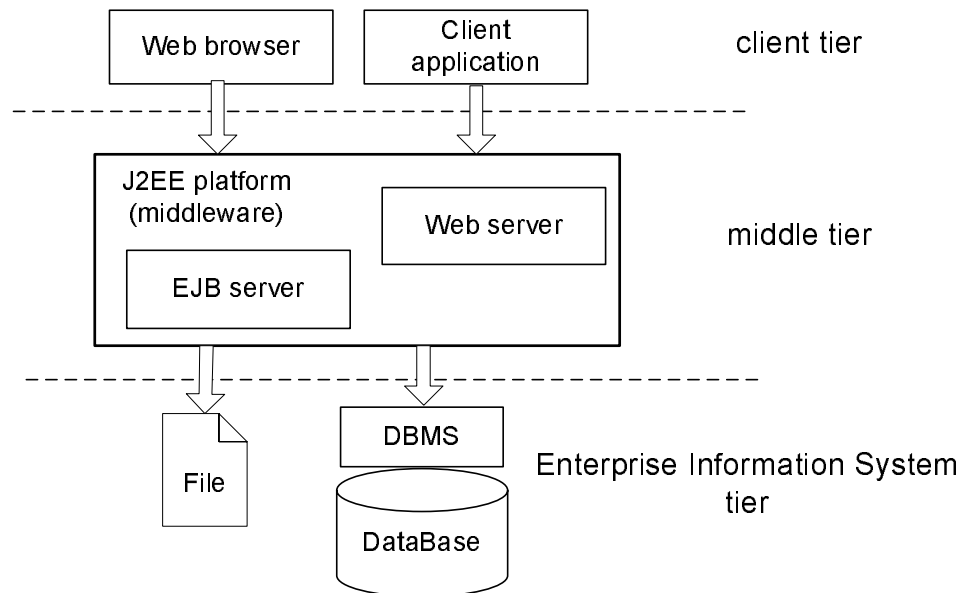 Web browser
Client
application
client tier
J2EE platform
(middleware)
Web server
middle tier
EJB server
File
DBMS
DataBase
Enterprise Information System
tier